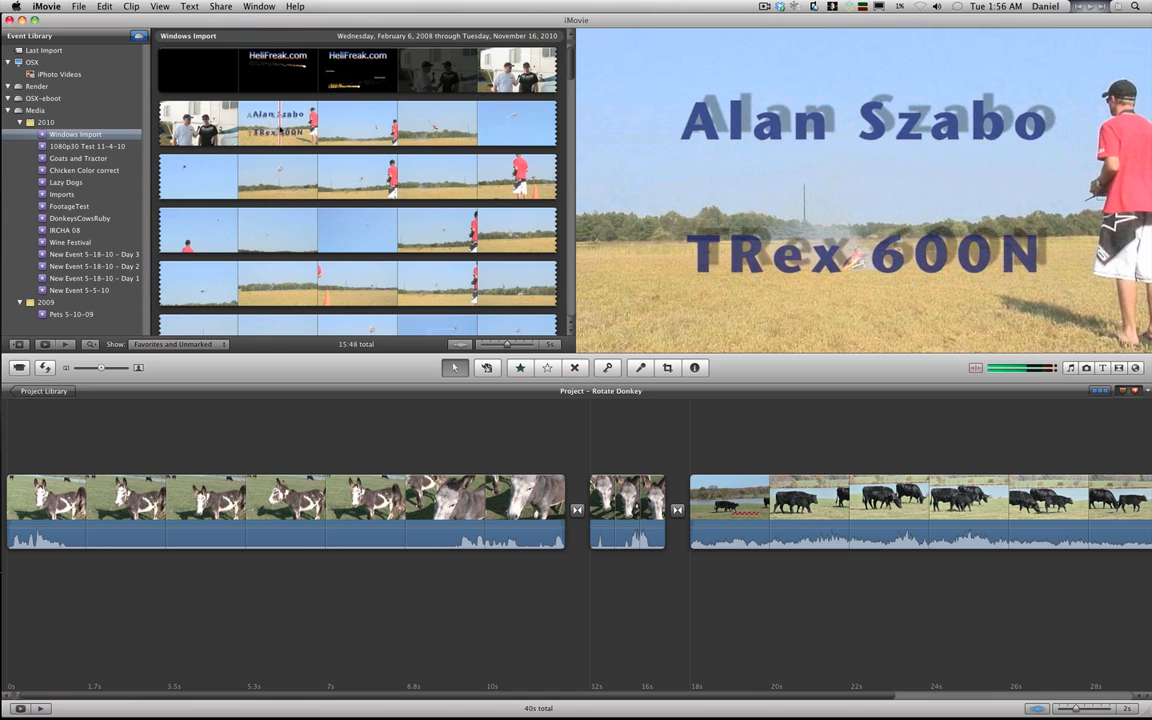 iMovie File Edit Clip View Text Share Window Help 1% Tue 1:56 AM Daniel
iMovie
Event Library
Windows Import Wednesday, February 6, 2008 through Tuesday, November 16, 2010
Last Import
OSX
iPhoto Videos
Render
OSX-eboot
Media
2010
Windows Import
1080p30 Test 11-4-10
Goats and Tractor
Chicken Color correct
Lazy Dogs
Imports
FootageTest
DonkeysCowsRuby
IRCHA 08
Wine Festival
New Event 5-18-10 - Day 3
New Event 5-18-10 - Day 2
New Event 5-18-10 - Day 1
New Event 5-5-10
2009
Pets 5-10-09
HeliFreak.com HeliFreak.com
Alan Szabo
TRex 600N
Alan Szabo
TRex 600N
Show: Favorites and Unmarked 15:48 total 5s
Project Library Project - Rotate Donkey
0s 1.7s 3.5s 5.3s 7s 8.8s 10s 12s 16s 18s 20s 22s 24s 26s 28s
40s total 2s